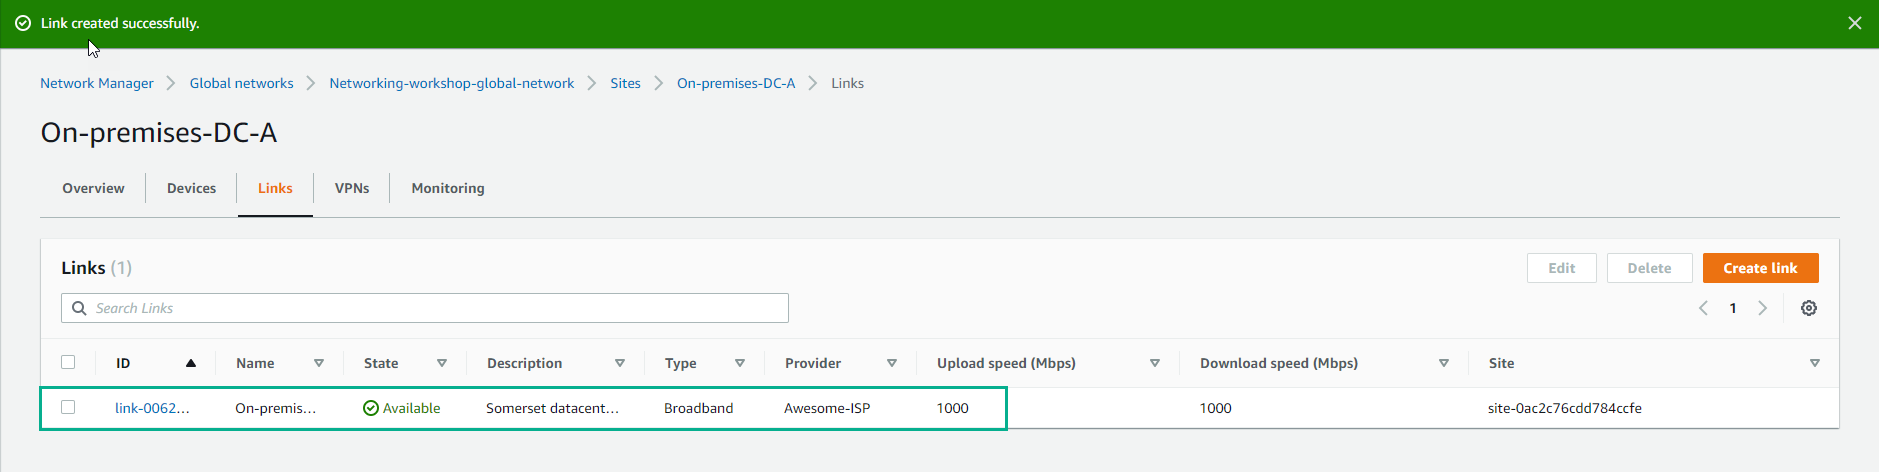 Link created successfully.
Network Manager Global networks Networking-workshop-global-network Sites On-premises-DC-A Links
On-premises-DC-A
Overview Devices Links VPNs Monitoring
Links (1) Edit Delete Create link
Search Links 1
ID Name State Description Type Provider Upload speed (Mbps) Download speed (Mbps) Site
link-0062... On-premis... Available Somerset datacent... Broadband Awesome-ISP 1000 1000 site-0ac2c76cdd784ccfe